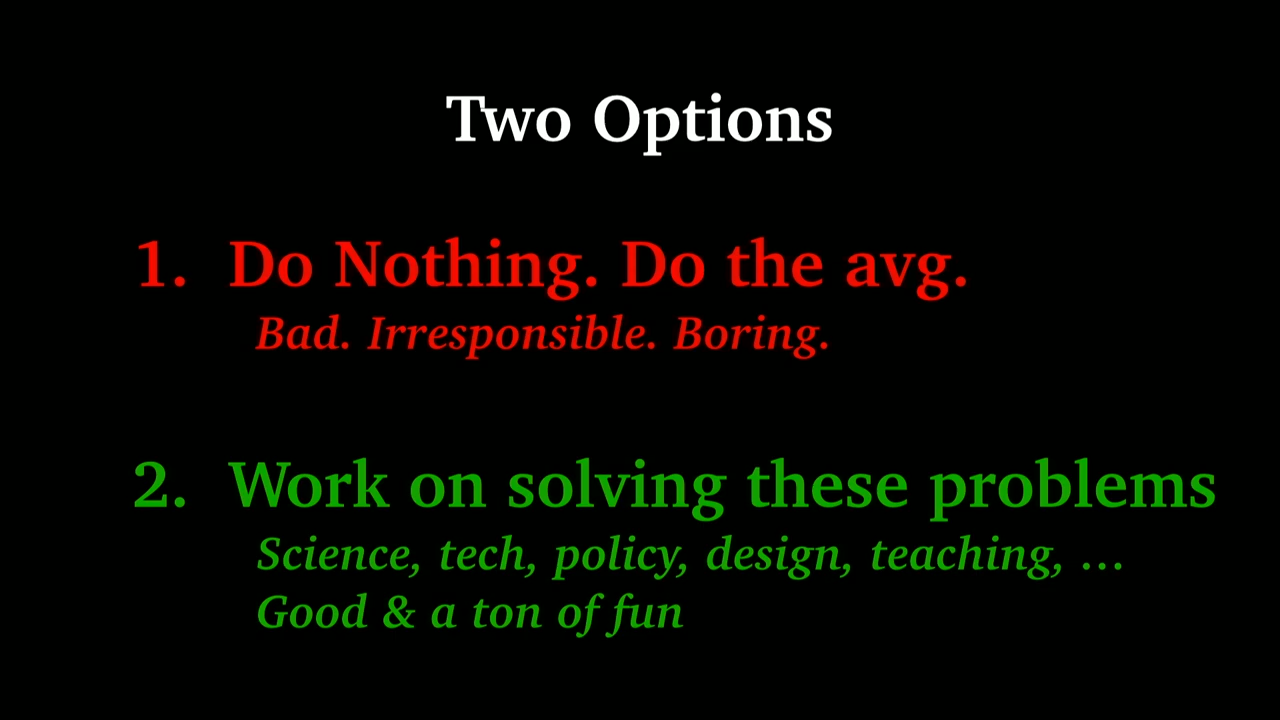 Two Options
1. Do Nothing. Do the avg.
Bad. Irresponsible. Boring.
2. Work on solving these problems
Science, tech, policy, design, teaching, ...
Good & a ton of fun